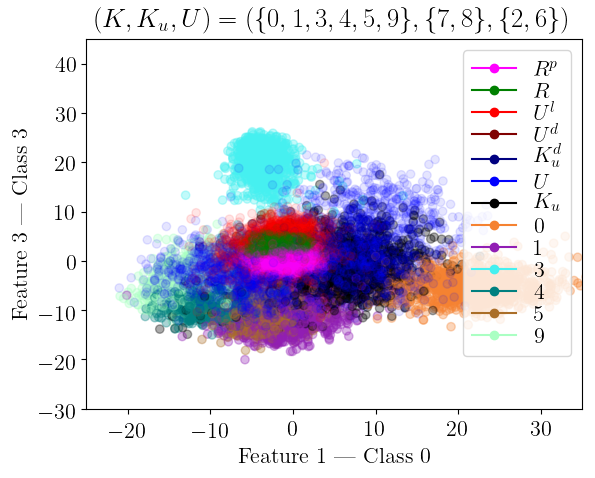 (K, K_u, U) = ({0, 1, 3, 4, 5, 9}, {7, 8}, {2, 6})
Feature 3 — Class 3
40
30
20
10
0
−10
−20
−30
−20
−10
0
10
20
30
Feature 1 — Class 0
R^p
R
U^l
U^d
K_u^d
U
K_u
0
1
3
4
5
9